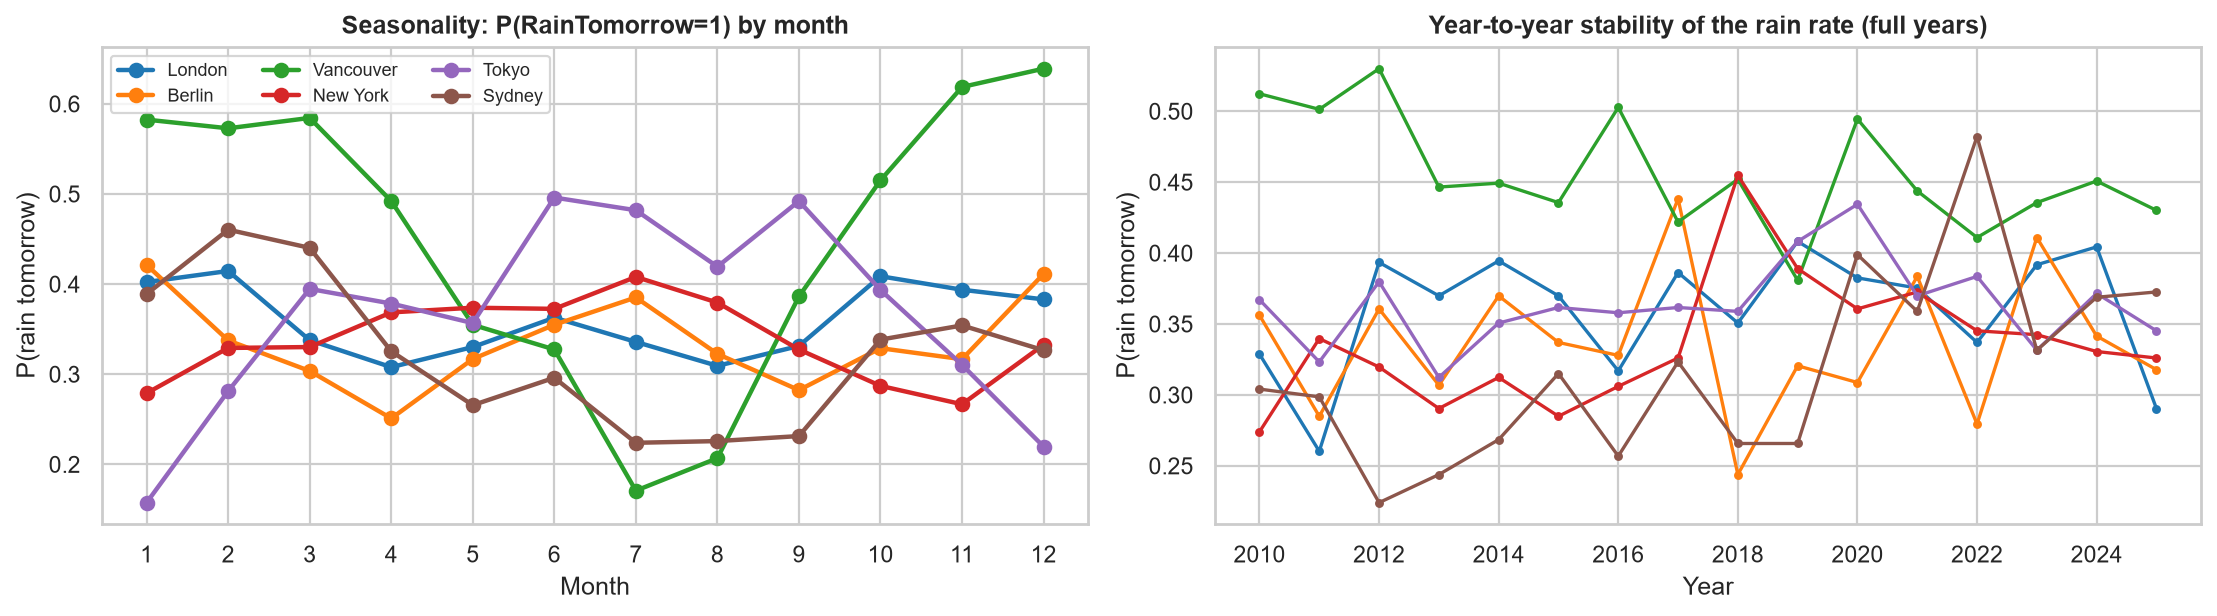 Seasonality: P(RainTomorrow=1) by month
London Vancouver Tokyo
Berlin New York Sydney
P(rain tomorrow)
0.6
0.5
0.4
0.3
0.2
1 2 3 4 5 6 7 8 9 10 11 12
Month
Year-to-year stability of the rain rate (full years)
P(rain tomorrow)
0.50
0.45
0.40
0.35
0.30
0.25
2010 2012 2014 2016 2018 2020 2022 2024
Year